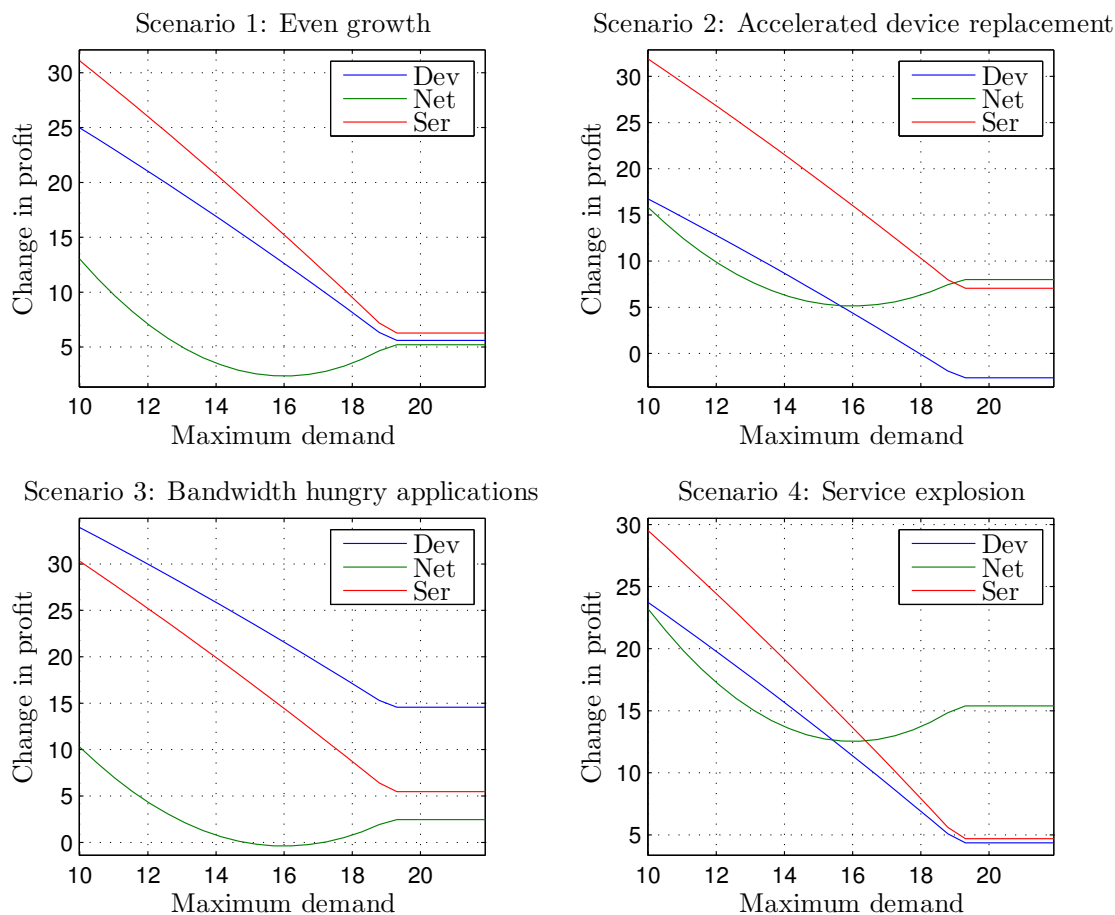 Scenario 1: Even growth
Change in profit
30
25
20
15
10
5
Dev
Net
Ser
10 12 14 16 18 20
Maximum demand
Scenario 2: Accelerated device replacement
Change in profit
30
25
20
15
10
5
0
Dev
Net
Ser
10 12 14 16 18 20
Maximum demand
Scenario 3: Bandwidth hungry applications
Change in profit
30
25
20
15
10
5
0
Dev
Net
Ser
10 12 14 16 18 20
Maximum demand
Scenario 4: Service explosion
Change in profit
30
25
20
15
10
5
Dev
Net
Ser
10 12 14 16 18 20
Maximum demand